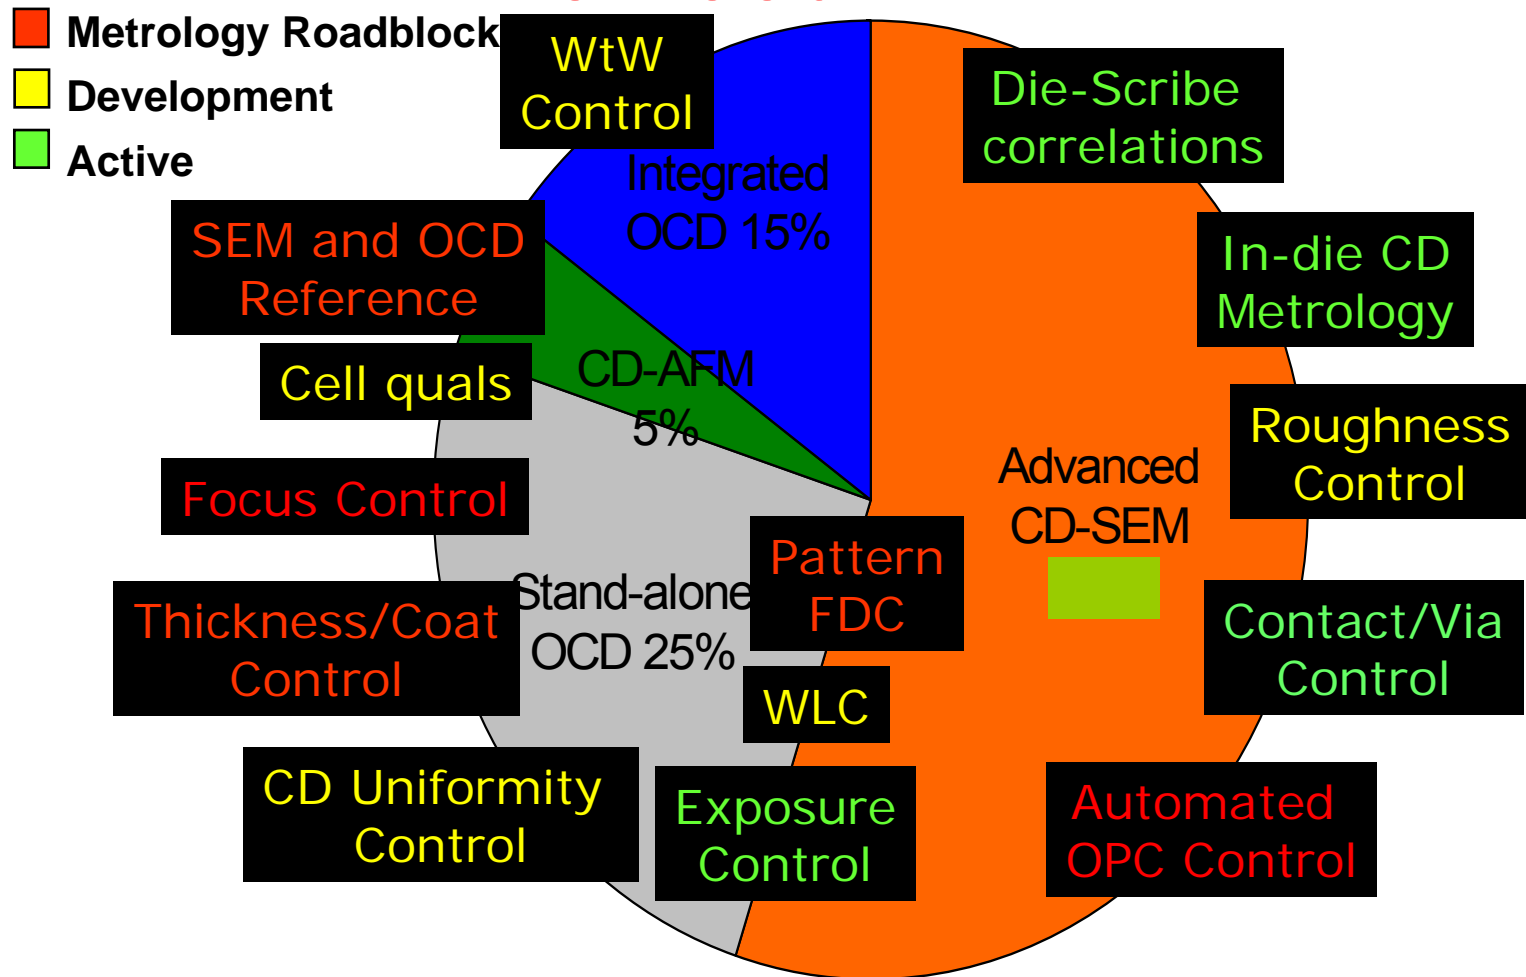 Metrology Roadblock
Development
Active
WtW
Control
Die-Scribe
correlations
Integrated
OCD 15%
SEM and OCD
Reference
In-die CD
Metrology
Cell quals
CD-AFM
5%
Roughness
Control
Advanced
CD-SEM
Focus Control
Pattern
FDC
Stand-alone
OCD 25%
Thickness/Coat
Control
Contact/Via
Control
WLC
CD Uniformity
Control
Exposure
Control
Automated
OPC Control